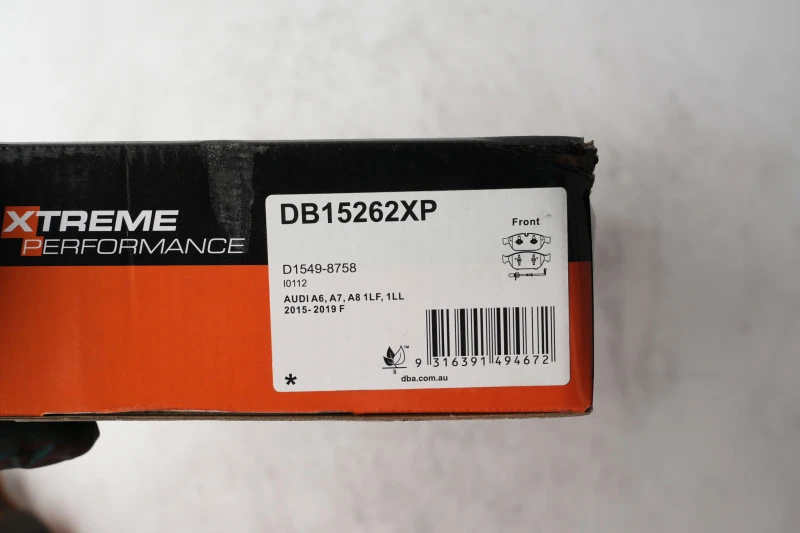 XTREME
PERFORMANCE
DB15262XP
Front
D1549-8758
I0112
AUDI A6, A7, A8 1LF, 1LL
2015-2019 F
*
TM
B
9 316391 494672
dba.com.au